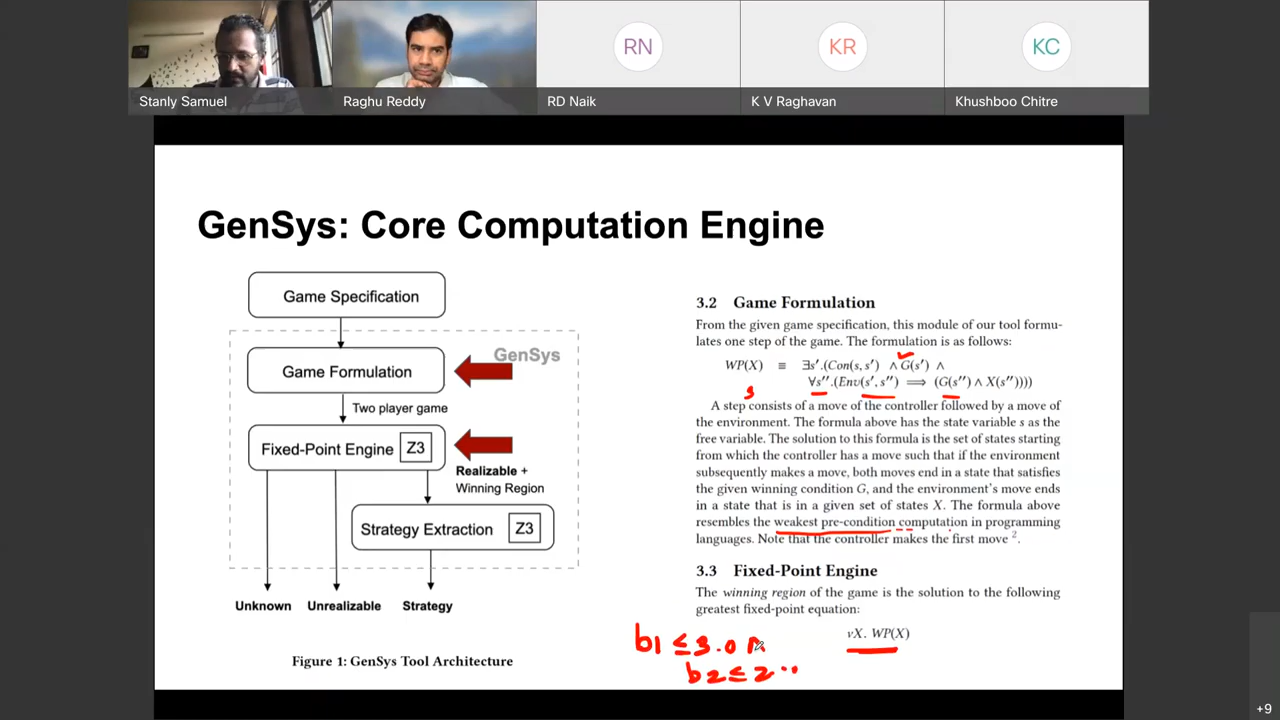 RN
KR
KC
Stanly Samuel
Raghu Reddy
RD Naik
K V Raghavan
Khushboo Chitre
GenSys: Core Computation Engine
Game Specification
GenSys
Game Formulation
Two player game
Fixed-Point Engine Z3
Realizable +
Winning Region
Strategy Extraction Z3
Unknown Unrealizable Strategy
Figure 1: GenSys Tool Architecture
3.2 Game Formulation
From the given game specification, this module of our tool formu-
lates one step of the game. The formulation is as follows:
WP(X) ≡ ∃s′.(Con(s, s′) ∧ G(s′) ∧
∀s′′.(Env(s′, s′′) ⟹ (G(s′′) ∧ X(s′′))))
s
A step consists of a move of the controller followed by a move of
the environment. The formula above has the state variable s as the
free variable. The solution to this formula is the set of states starting
from which the controller has a move such that if the environment
subsequently makes a move, both moves end in a state that satisfies
the given winning condition G, and the environment's move ends
in a state that is in a given set of states X. The formula above
resembles the weakest pre-condition computation in programming
languages. Note that the controller makes the first move 2.
3.3 Fixed-Point Engine
The winning region of the game is the solution to the following
greatest fixed-point equation:
νX. WP(X)
b1 ≤ 3.0
b2 ≤ 2
+9